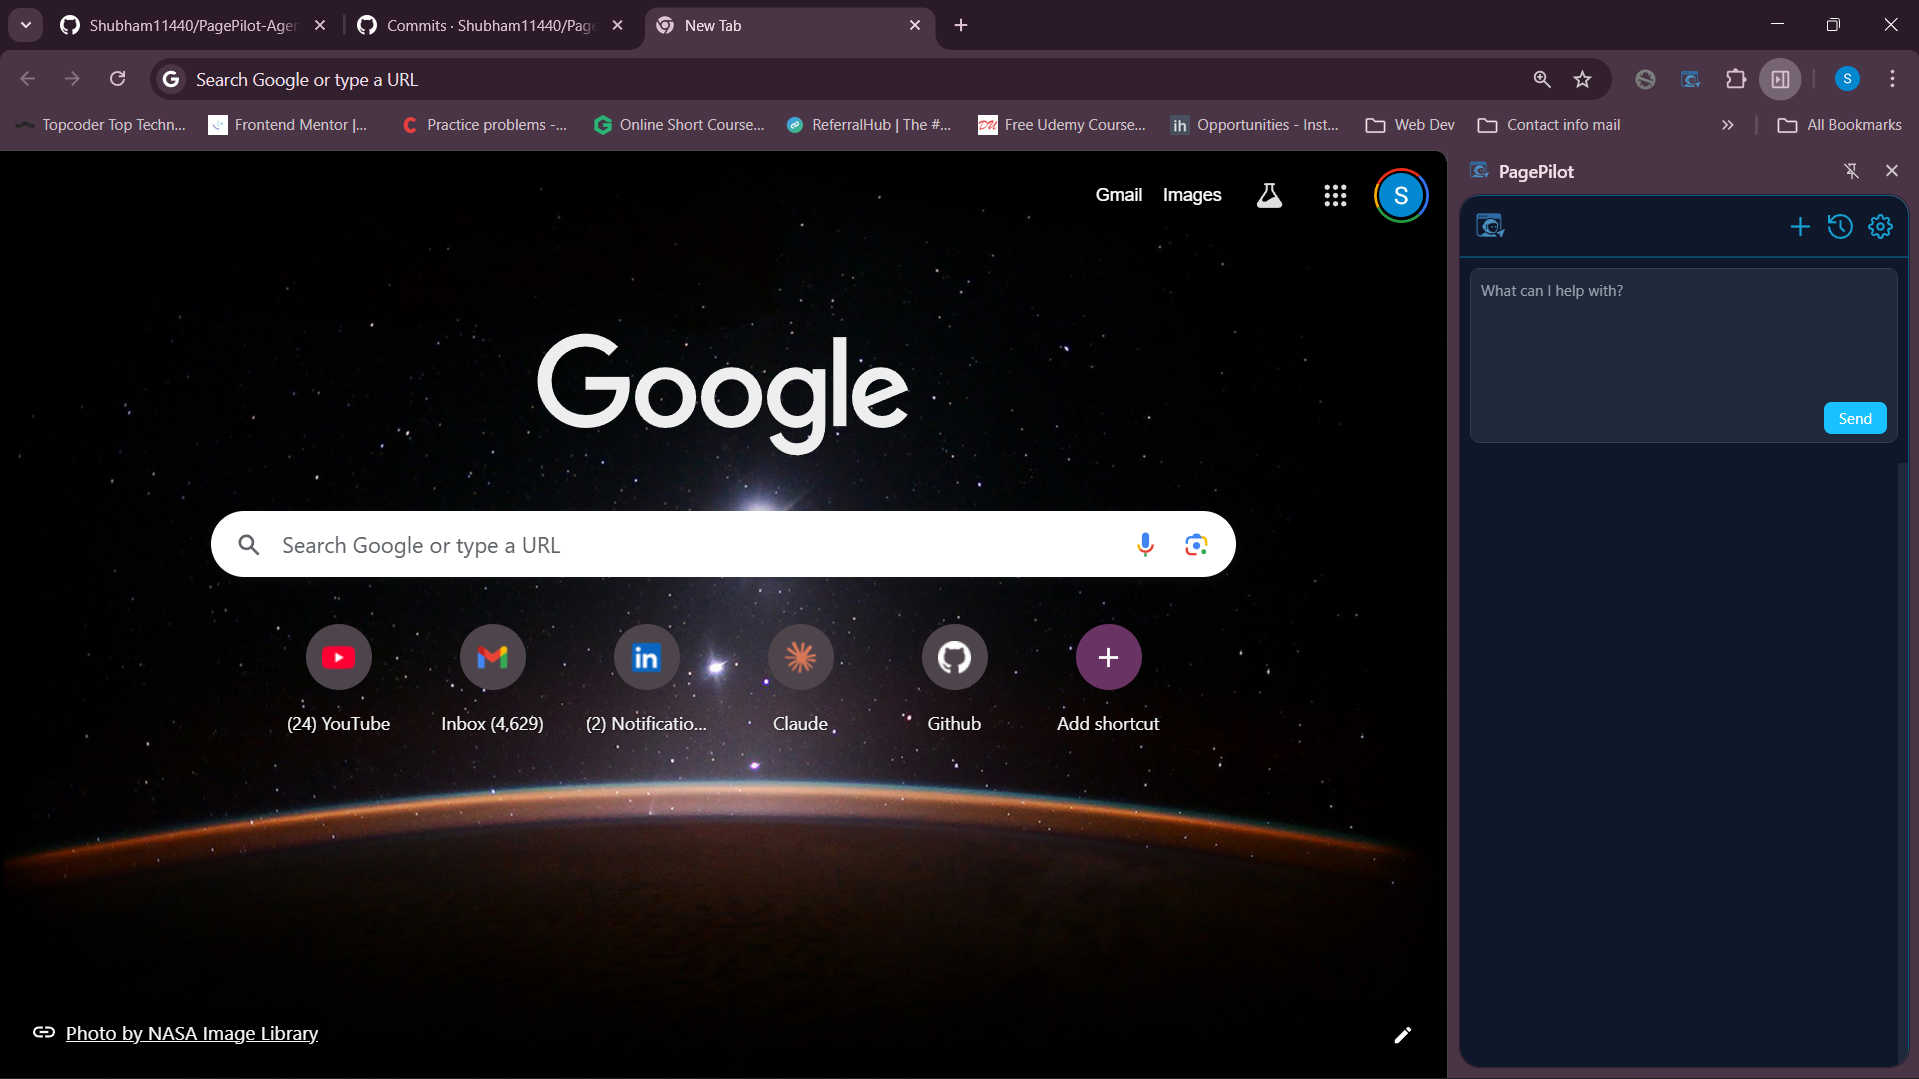 Shubham11440/PagePilot-Agen
Commits · Shubham11440/Page
New Tab
Search Google or type a URL
Topcoder Top Techn...
Frontend Mentor |...
Practice problems -...
Online Short Course...
ReferralHub | The #...
Free Udemy Course...
Opportunities - Inst...
Web Dev
Contact info mail
All Bookmarks
Gmail
Images
S
S
Google
Search Google or type a URL
(24) YouTube
Inbox (4,629)
(2) Notificatio...
Claude
Github
Add shortcut
Photo by NASA Image Library
PagePilot
What can I help with?
Send